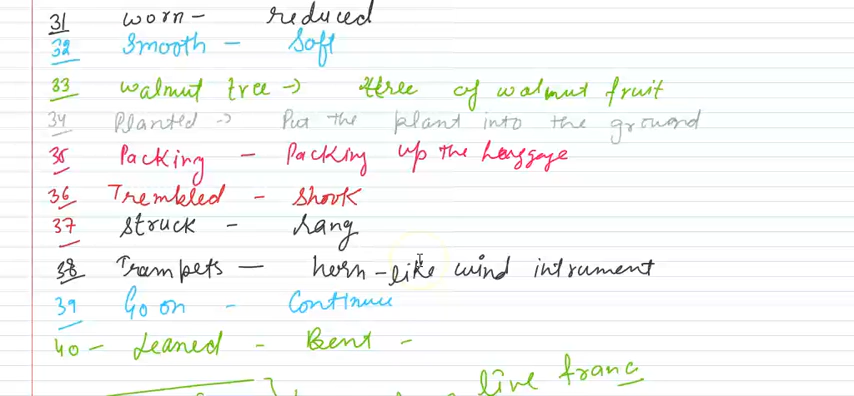 31 worn - reduced
32 Smooth - Soft
33 walnut tree -> tree of walnut fruit
34 Planted -> Put the plant into the ground
35 Packing - Packing up the luggage
36 Trembled - Shook
37 Struck - rang
38 Trampets - horn-like wind intrument
39 Go on - Continue
40 - Leaned - Bent -
live franc